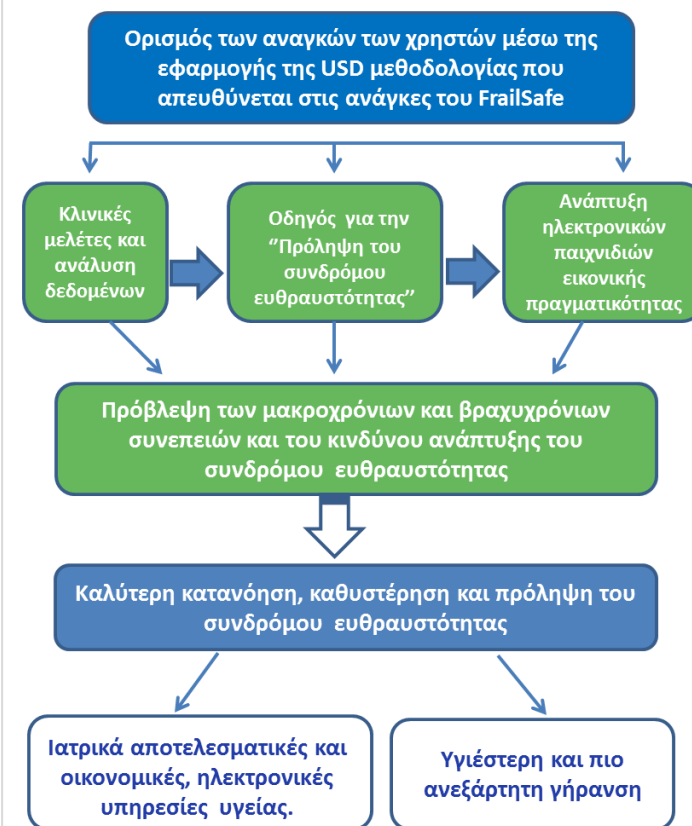 Ορισμός των αναγκών των χρηστών μέσω της
εφαρμογής της USD μεθοδολογίας που
απευθύνεται στις ανάγκες του FrailSafe
Κλινικές
μελέτες και
ανάλυση
δεδομένων
Οδηγός για την
‘’Πρόληψη του
συνδρόμου
ευθραυστότητας’’
Ανάπτυξη
ηλεκτρονικών
παιχνιδιών
εικονικής
πραγματικότητας
Πρόβλεψη των μακροχρόνιων και βραχυχρόνιων
συνεπειών και του κινδύνου ανάπτυξης του
συνδρόμου ευθραυστότητας
Καλύτερη κατανόηση, καθυστέρηση και πρόληψη του
συνδρόμου ευθραυστότητας
Ιατρικά αποτελεσματικές και
οικονομικές, ηλεκτρονικές
υπηρεσίες υγείας.
Υγιέστερη και πιο
ανεξάρτητη γήρανση